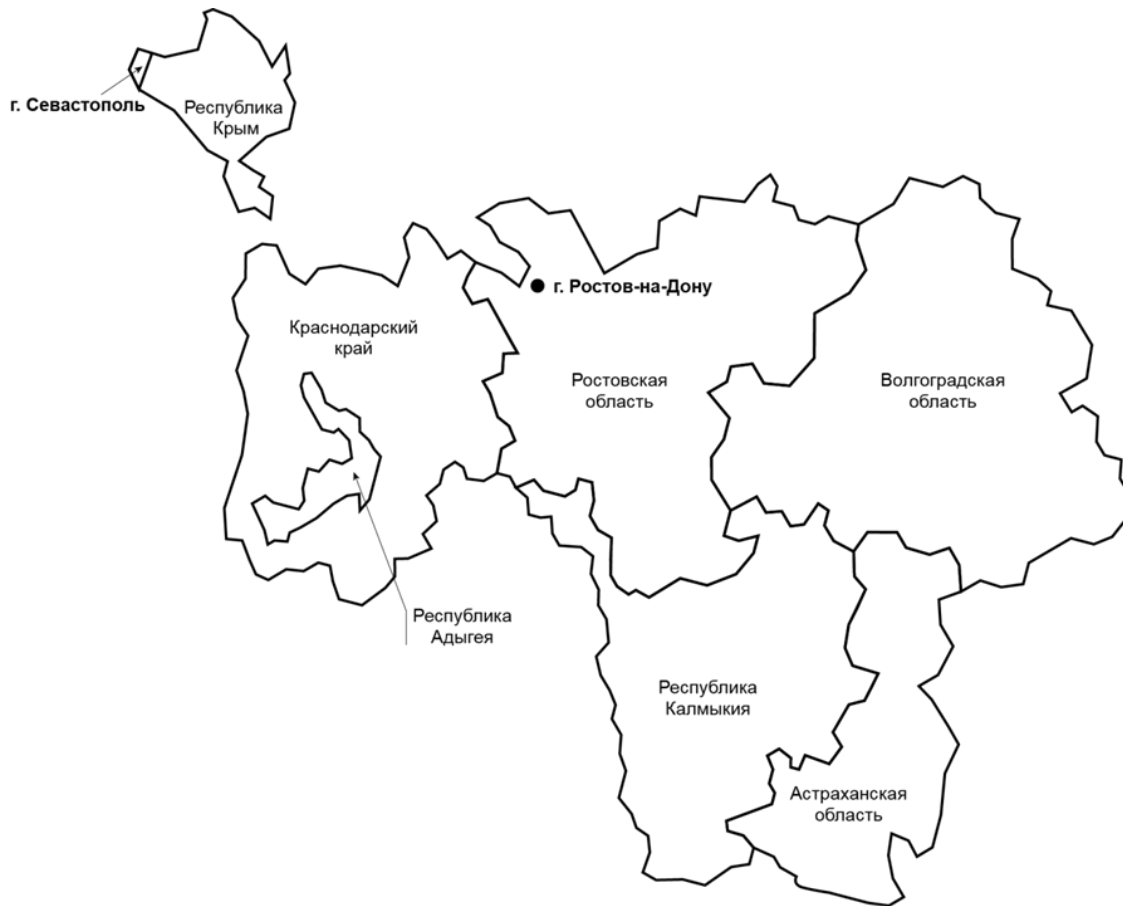 г. Севастополь
Республика
Крым
г. Ростов-на-Дону
Краснодарский
край
Ростовская
область
Волгоградская
область
Республика
Адыгея
Республика
Калмыкия
Астраханская
область